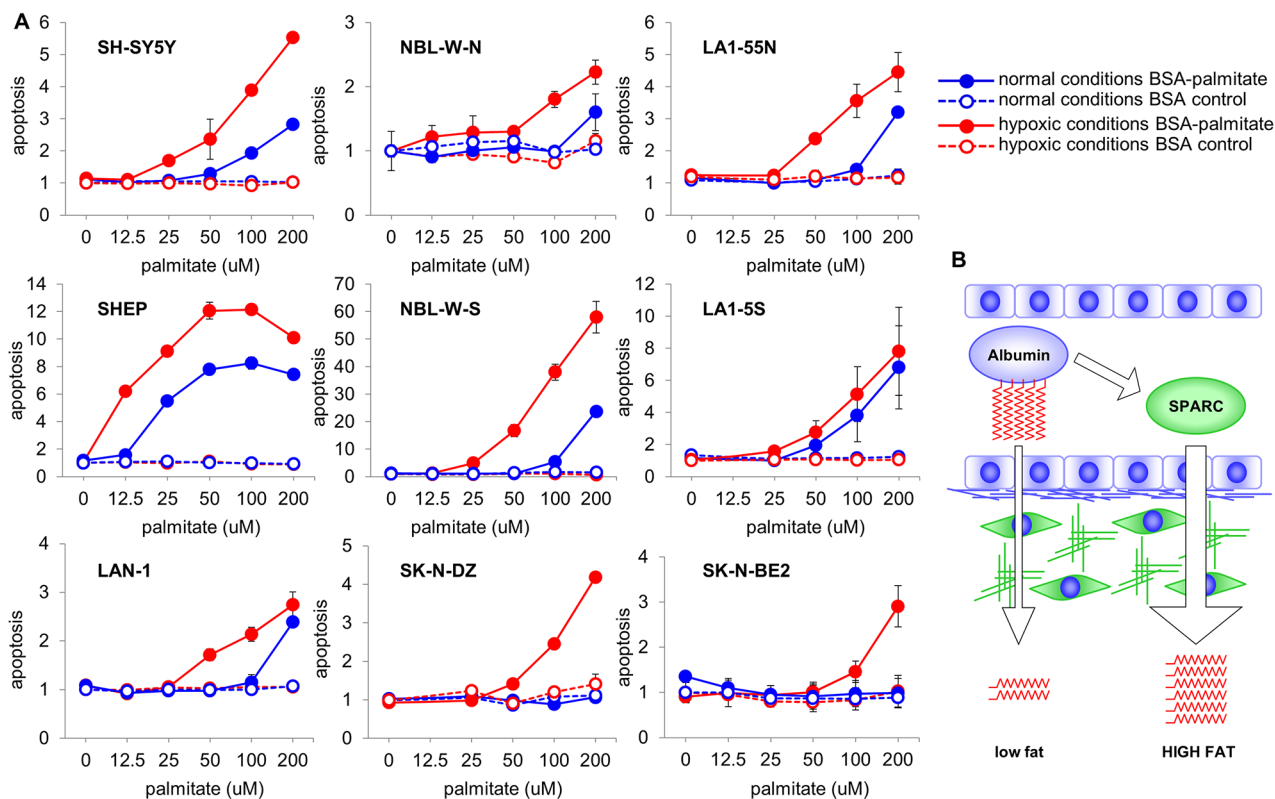 A
SH-SY5Y
apoptosis
6
5
4
3
2
1
0
0 12.5 25 50 100 200
palmitate (uM)
NBL-W-N
apoptosis
3
2
1
0
0 12.5 25 50 100 200
palmitate (uM)
LA1-55N
apoptosis
6
5
4
3
2
1
0
0 12.5 25 50 100 200
palmitate (uM)
normal conditions BSA-palmitate
normal conditions BSA control
hypoxic conditions BSA-palmitate
hypoxic conditions BSA control
SHEP
apoptosis
14
12
10
8
6
4
2
0
0 12.5 25 50 100 200
palmitate (uM)
NBL-W-S
apoptosis
70
60
50
40
30
20
10
0
0 12.5 25 50 100 200
palmitate (uM)
LA1-5S
apoptosis
12
10
8
6
4
2
0
0 12.5 25 50 100 200
palmitate (uM)
LAN-1
apoptosis
4
3
2
1
0
0 12.5 25 50 100 200
palmitate (uM)
SK-N-DZ
apoptosis
5
4
3
2
1
0
0 12.5 25 50 100 200
palmitate (uM)
SK-N-BE2
apoptosis
4
3
2
1
0
0 12.5 25 50 100 200
palmitate (uM)
B
Albumin
SPARC
low fat
HIGH FAT